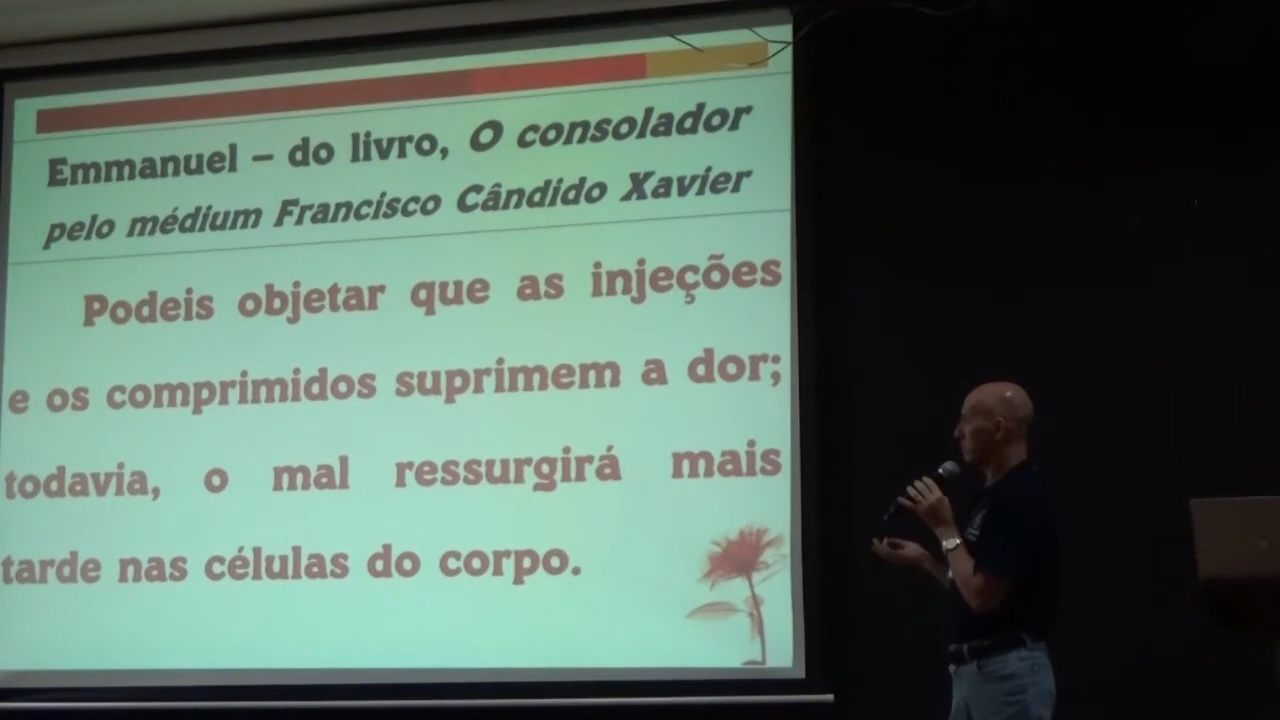 Emmanuel – do livro, O consolador
pelo médium Francisco Cândido Xavier
Podeis objetar que as injeções
e os comprimidos suprimem a dor;
todavia, o mal ressurgirá mais
tarde nas células do corpo.